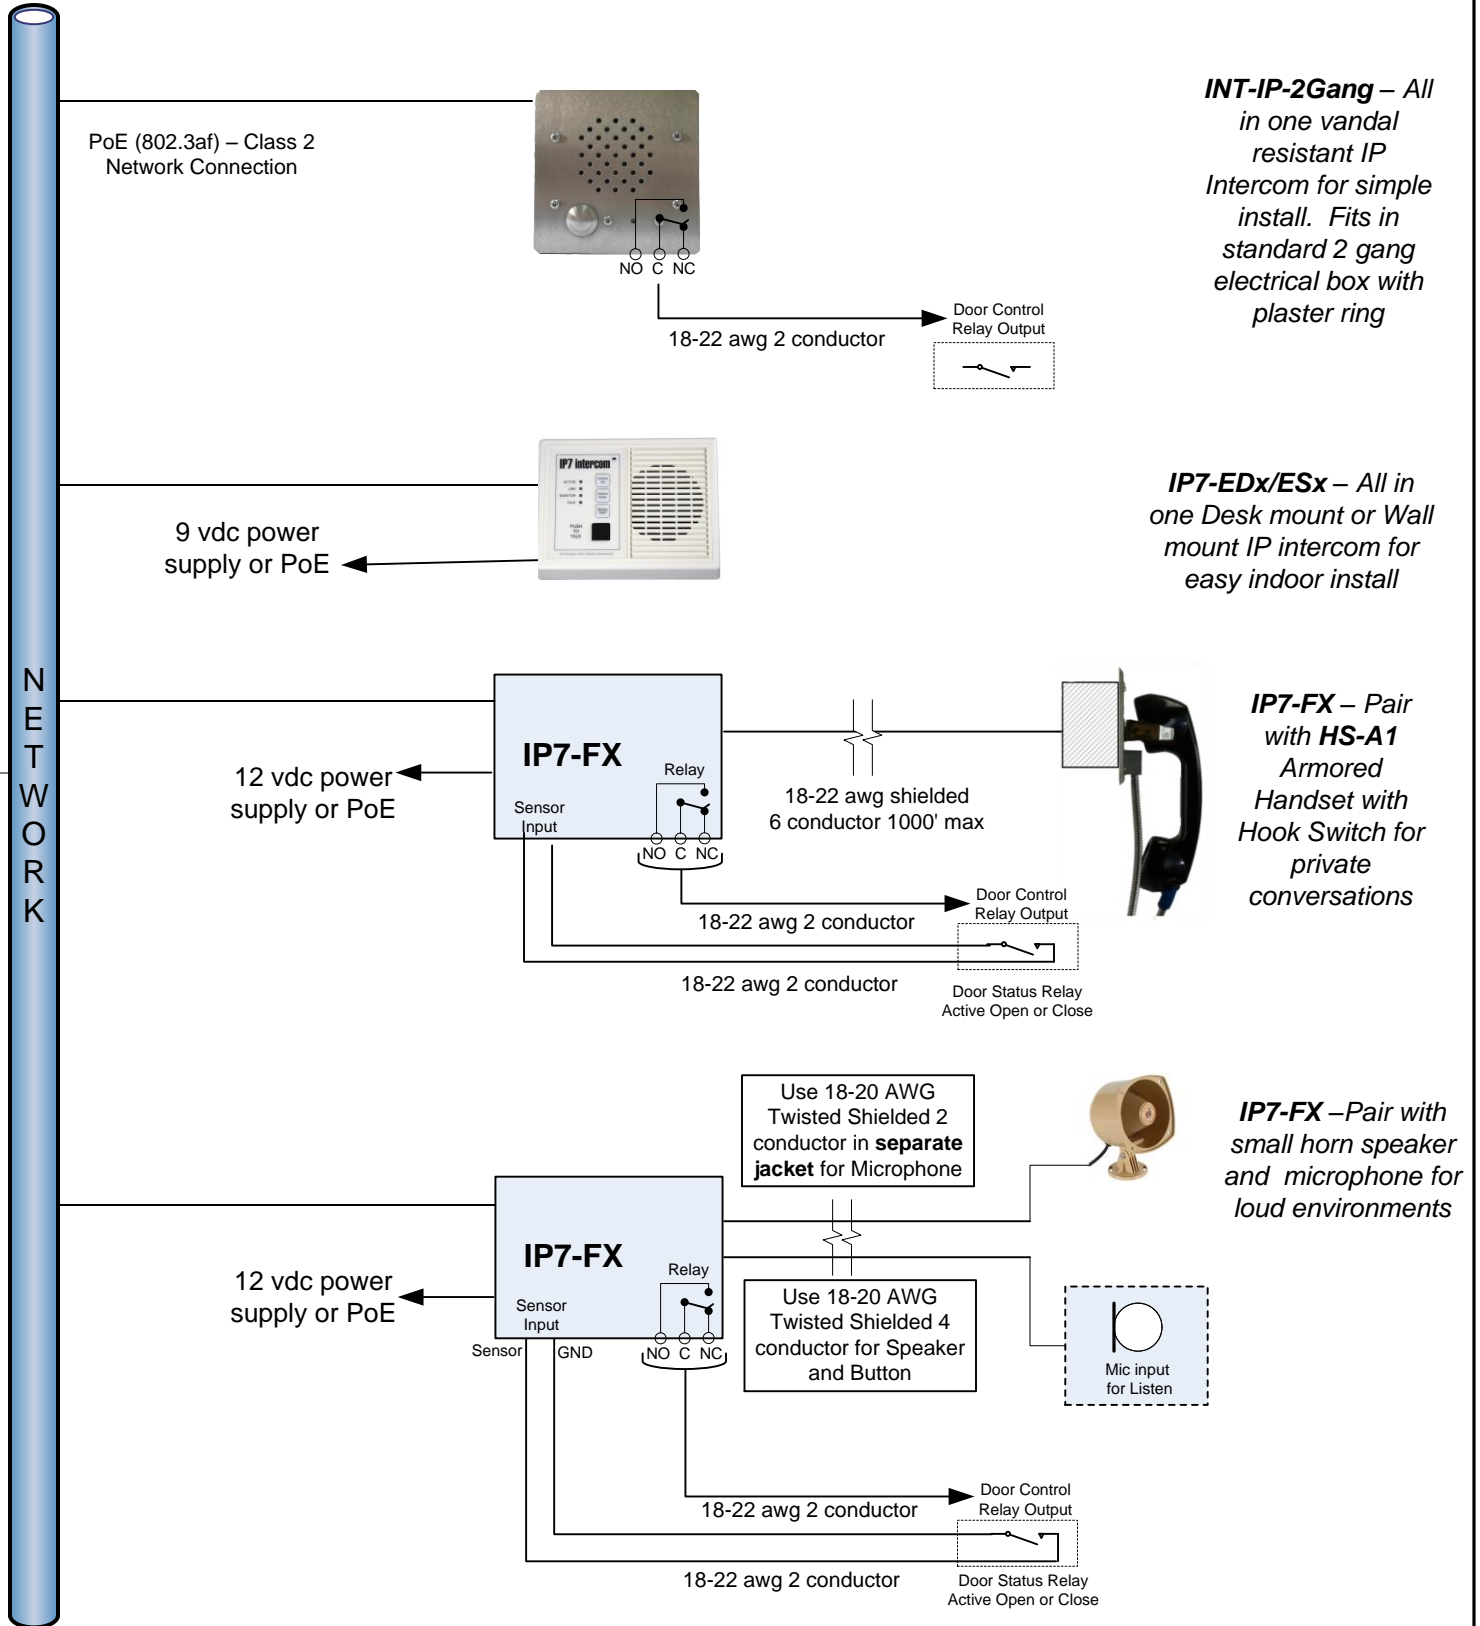 PoE (802.3af) – Class 2
Network Connection
NO C NC
18-22 awg 2 conductor
Door Control
Relay Output
INT-IP-2Gang – All
in one vandal
resistant IP
Intercom for simple
install. Fits in
standard 2 gang
electrical box with
plaster ring
IP7 intercom
ACTIVE
LINK
MONITOR
TALK
PUSH
TO
TALK
9 vdc power
supply or PoE
IP7-EDx/ESx – All in
one Desk mount or Wall
mount IP intercom for
easy indoor install
NETWORK
IP7-FX
Relay
Sensor
Input
NO C NC
12 vdc power
supply or PoE
18-22 awg shielded
6 conductor 1000' max
18-22 awg 2 conductor
Door Control
Relay Output
18-22 awg 2 conductor
Door Status Relay
Active Open or Close
IP7-FX – Pair
with HS-A1
Armored
Handset with
Hook Switch for
private
conversations
Use 18-20 AWG
Twisted Shielded 2
conductor in separate
jacket for Microphone
IP7-FX –Pair with
small horn speaker
and microphone for
loud environments
IP7-FX
Relay
Sensor
Input
Sensor
GND
NO C NC
12 vdc power
supply or PoE
Use 18-20 AWG
Twisted Shielded 4
conductor for Speaker
and Button
Mic input
for Listen
18-22 awg 2 conductor
Door Control
Relay Output
18-22 awg 2 conductor
Door Status Relay
Active Open or Close